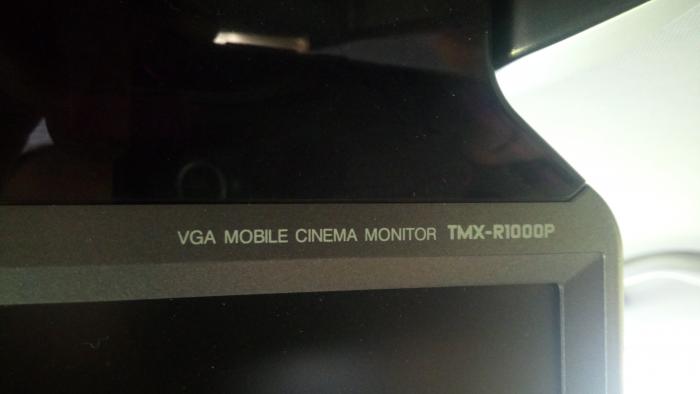 VGA MOBILE CINEMA MONITOR TMX-R1000P